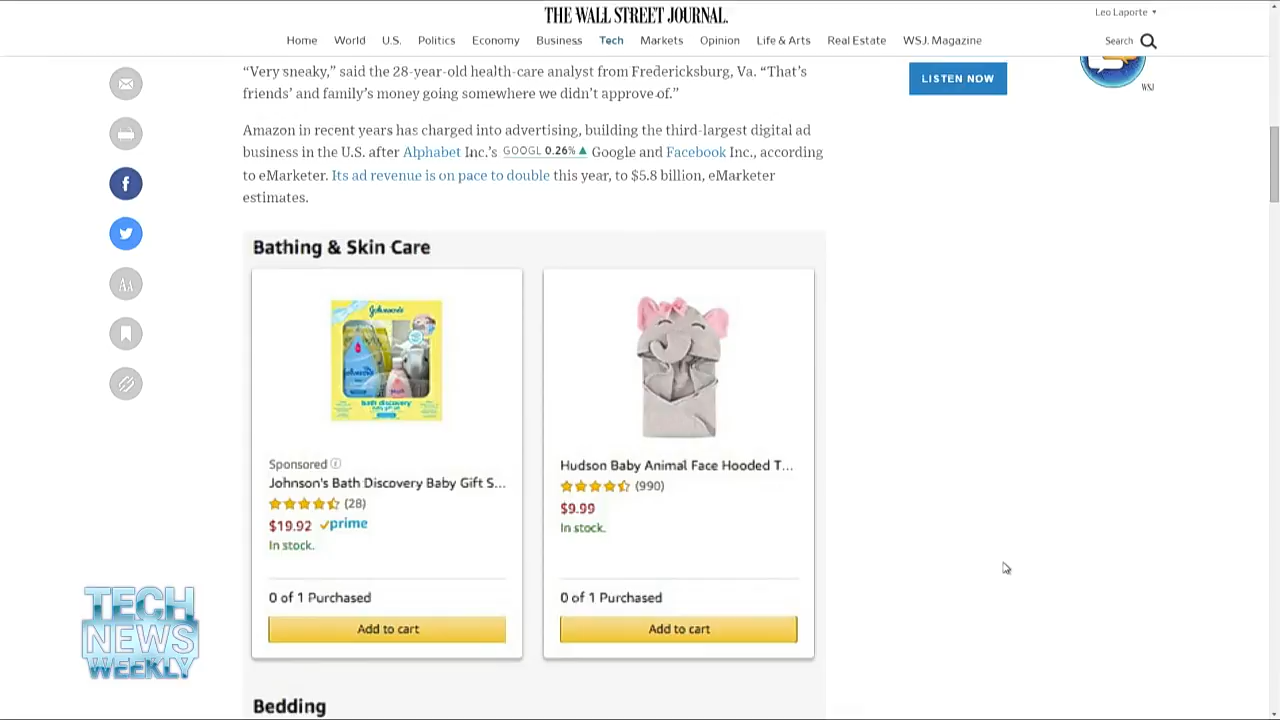 THE WALL STREET JOURNAL.
Leo Laporte
Home World U.S. Politics Economy Business Tech Markets Opinion Life & Arts Real Estate WSJ. Magazine
Search
“Very sneaky,” said the 28-year-old health-care analyst from Fredericksburg, Va. “That’s
friends’ and family’s money going somewhere we didn’t approve of.”
LISTEN NOW
WSJ
Amazon in recent years has charged into advertising, building the third-largest digital ad
business in the U.S. after Alphabet Inc.’s GOOGL 0.26% ▲ Google and Facebook Inc., according
to eMarketer. Its ad revenue is on pace to double this year, to $5.8 billion, eMarketer
estimates.
AA
Bathing & Skin Care
Johnson's
bath discovery
Sponsored
Johnson's Bath Discovery Baby Gift S...
(28)
$19.92 prime
In stock.
0 of 1 Purchased
Add to cart
Hudson Baby Animal Face Hooded T...
(990)
$9.99
In stock.
0 of 1 Purchased
Add to cart
Bedding
TECH
NEWS
WEEKLY